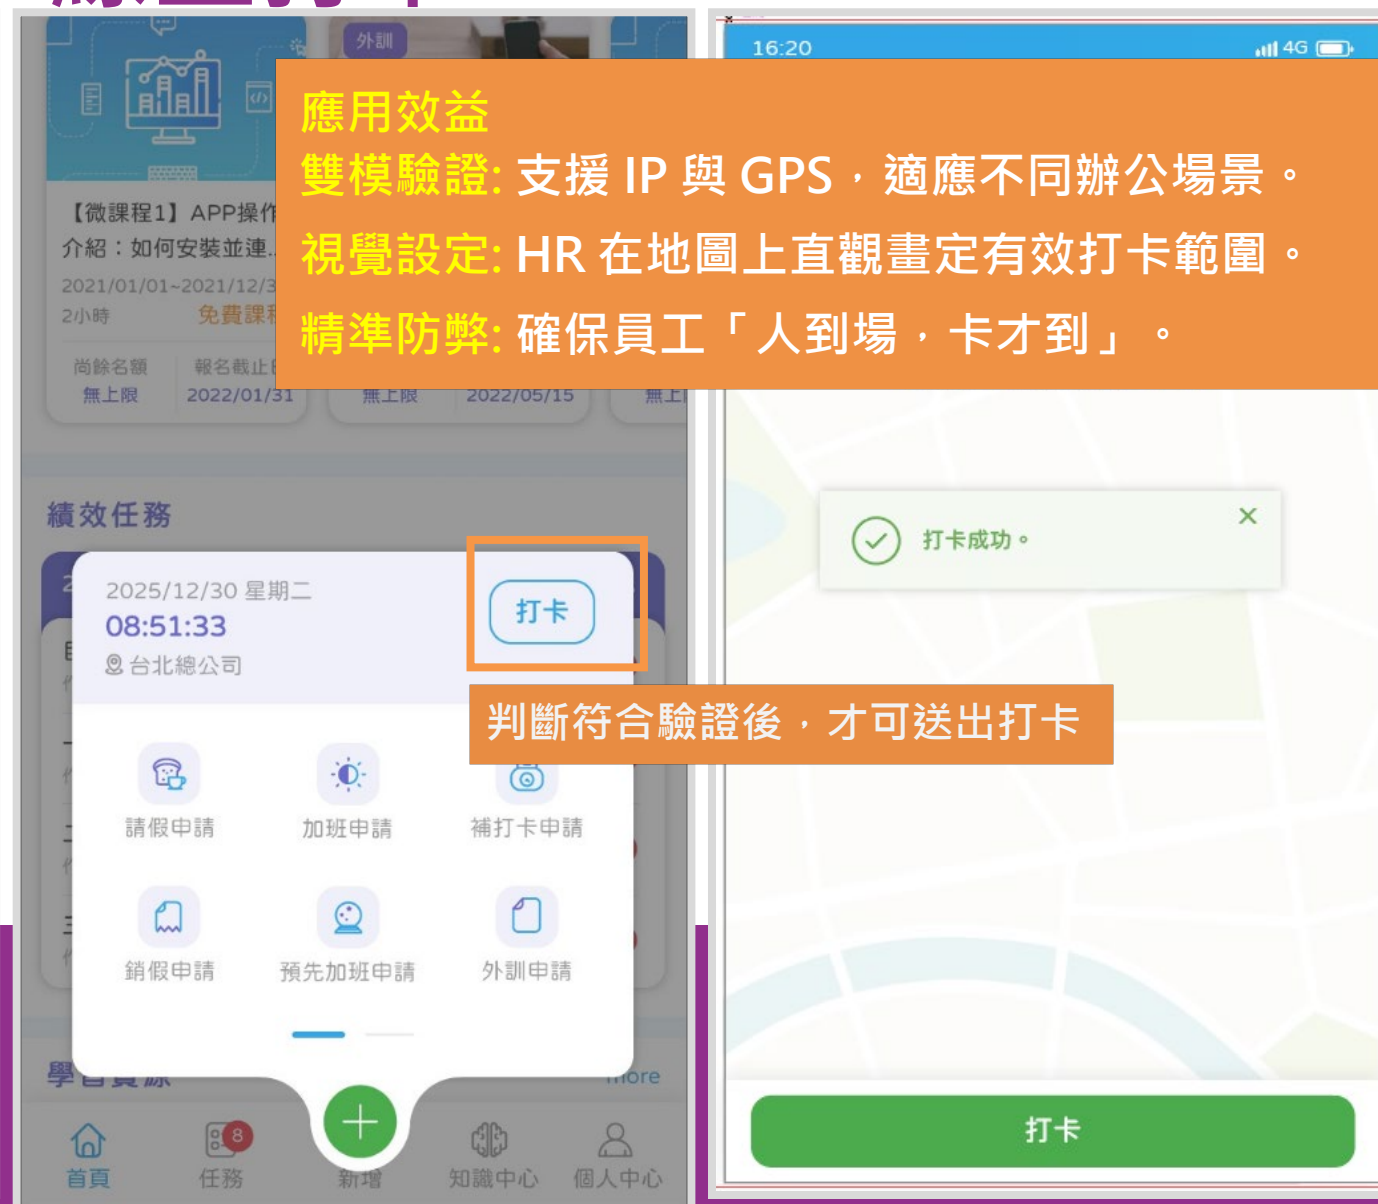 外訓
【微課程1】APP操作
介紹：如何安裝並連...
2021/01/01~2021/12/3
2小時
免費課程
尚餘名額
報名截止日
無上限
2022/01/31
無上限
2022/05/15
無上
16:20
4G
應用效益
雙模驗證: 支援 IP 與 GPS，適應不同辦公場景。
視覺設定: HR 在地圖上直觀畫定有效打卡範圍。
精準防弊: 確保員工「人到場，卡才到」。
績效任務
2025/12/30 星期二
08:51:33
台北總公司
打卡
打卡成功。
判斷符合驗證後，才可送出打卡
請假申請
加班申請
補打卡申請
銷假申請
預先加班申請
外訓申請
學習資源
more
8
首頁
任務
新增
知識中心
個人中心
打卡